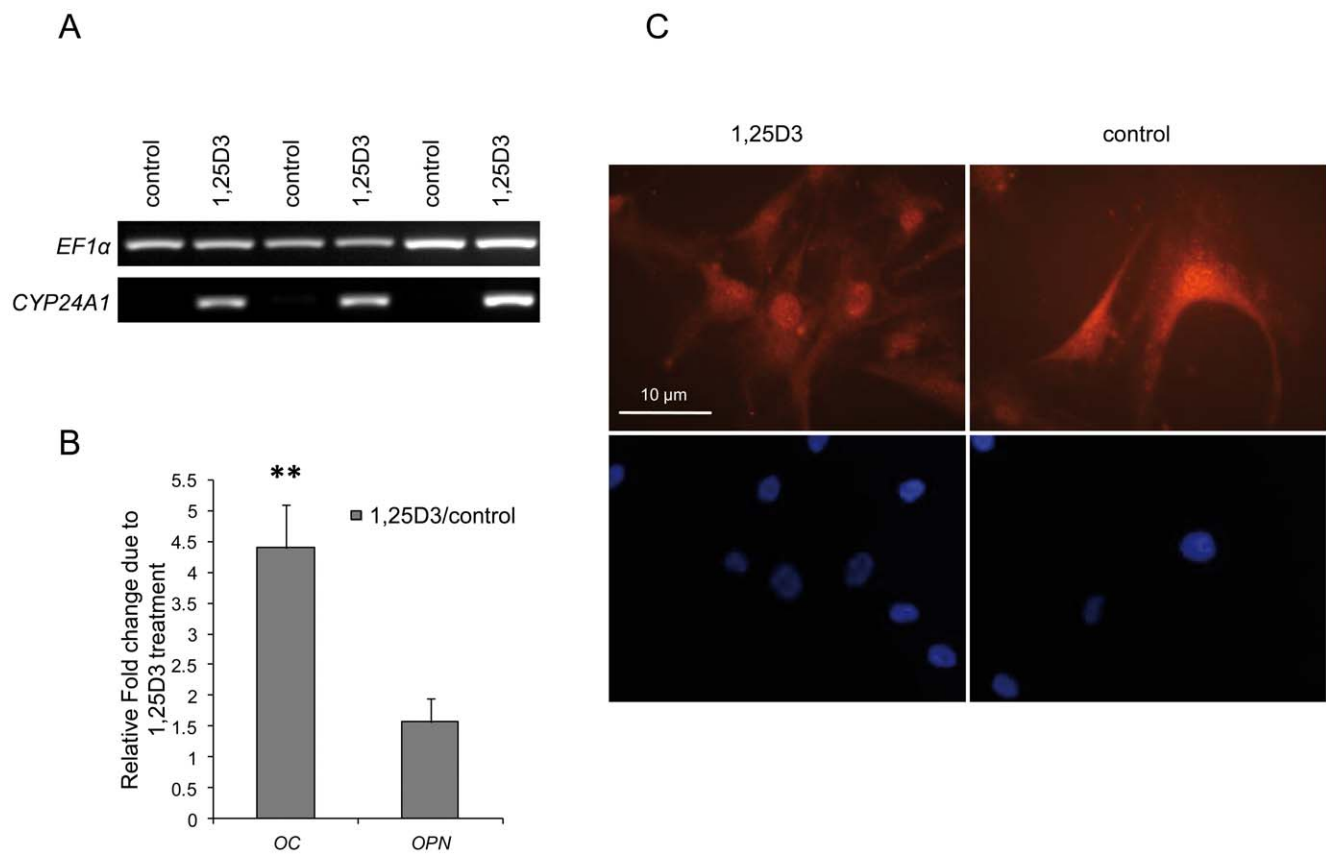 A
control
1,25D3
control
1,25D3
control
1,25D3
EF1α
CYP24A1
B
Relative Fold change due to
1,25D3 treatment
5.5
5
4.5
4
3.5
3
2.5
2
1.5
1
0.5
0
**
1,25D3/control
OC
OPN
C
1,25D3
control
10 µm